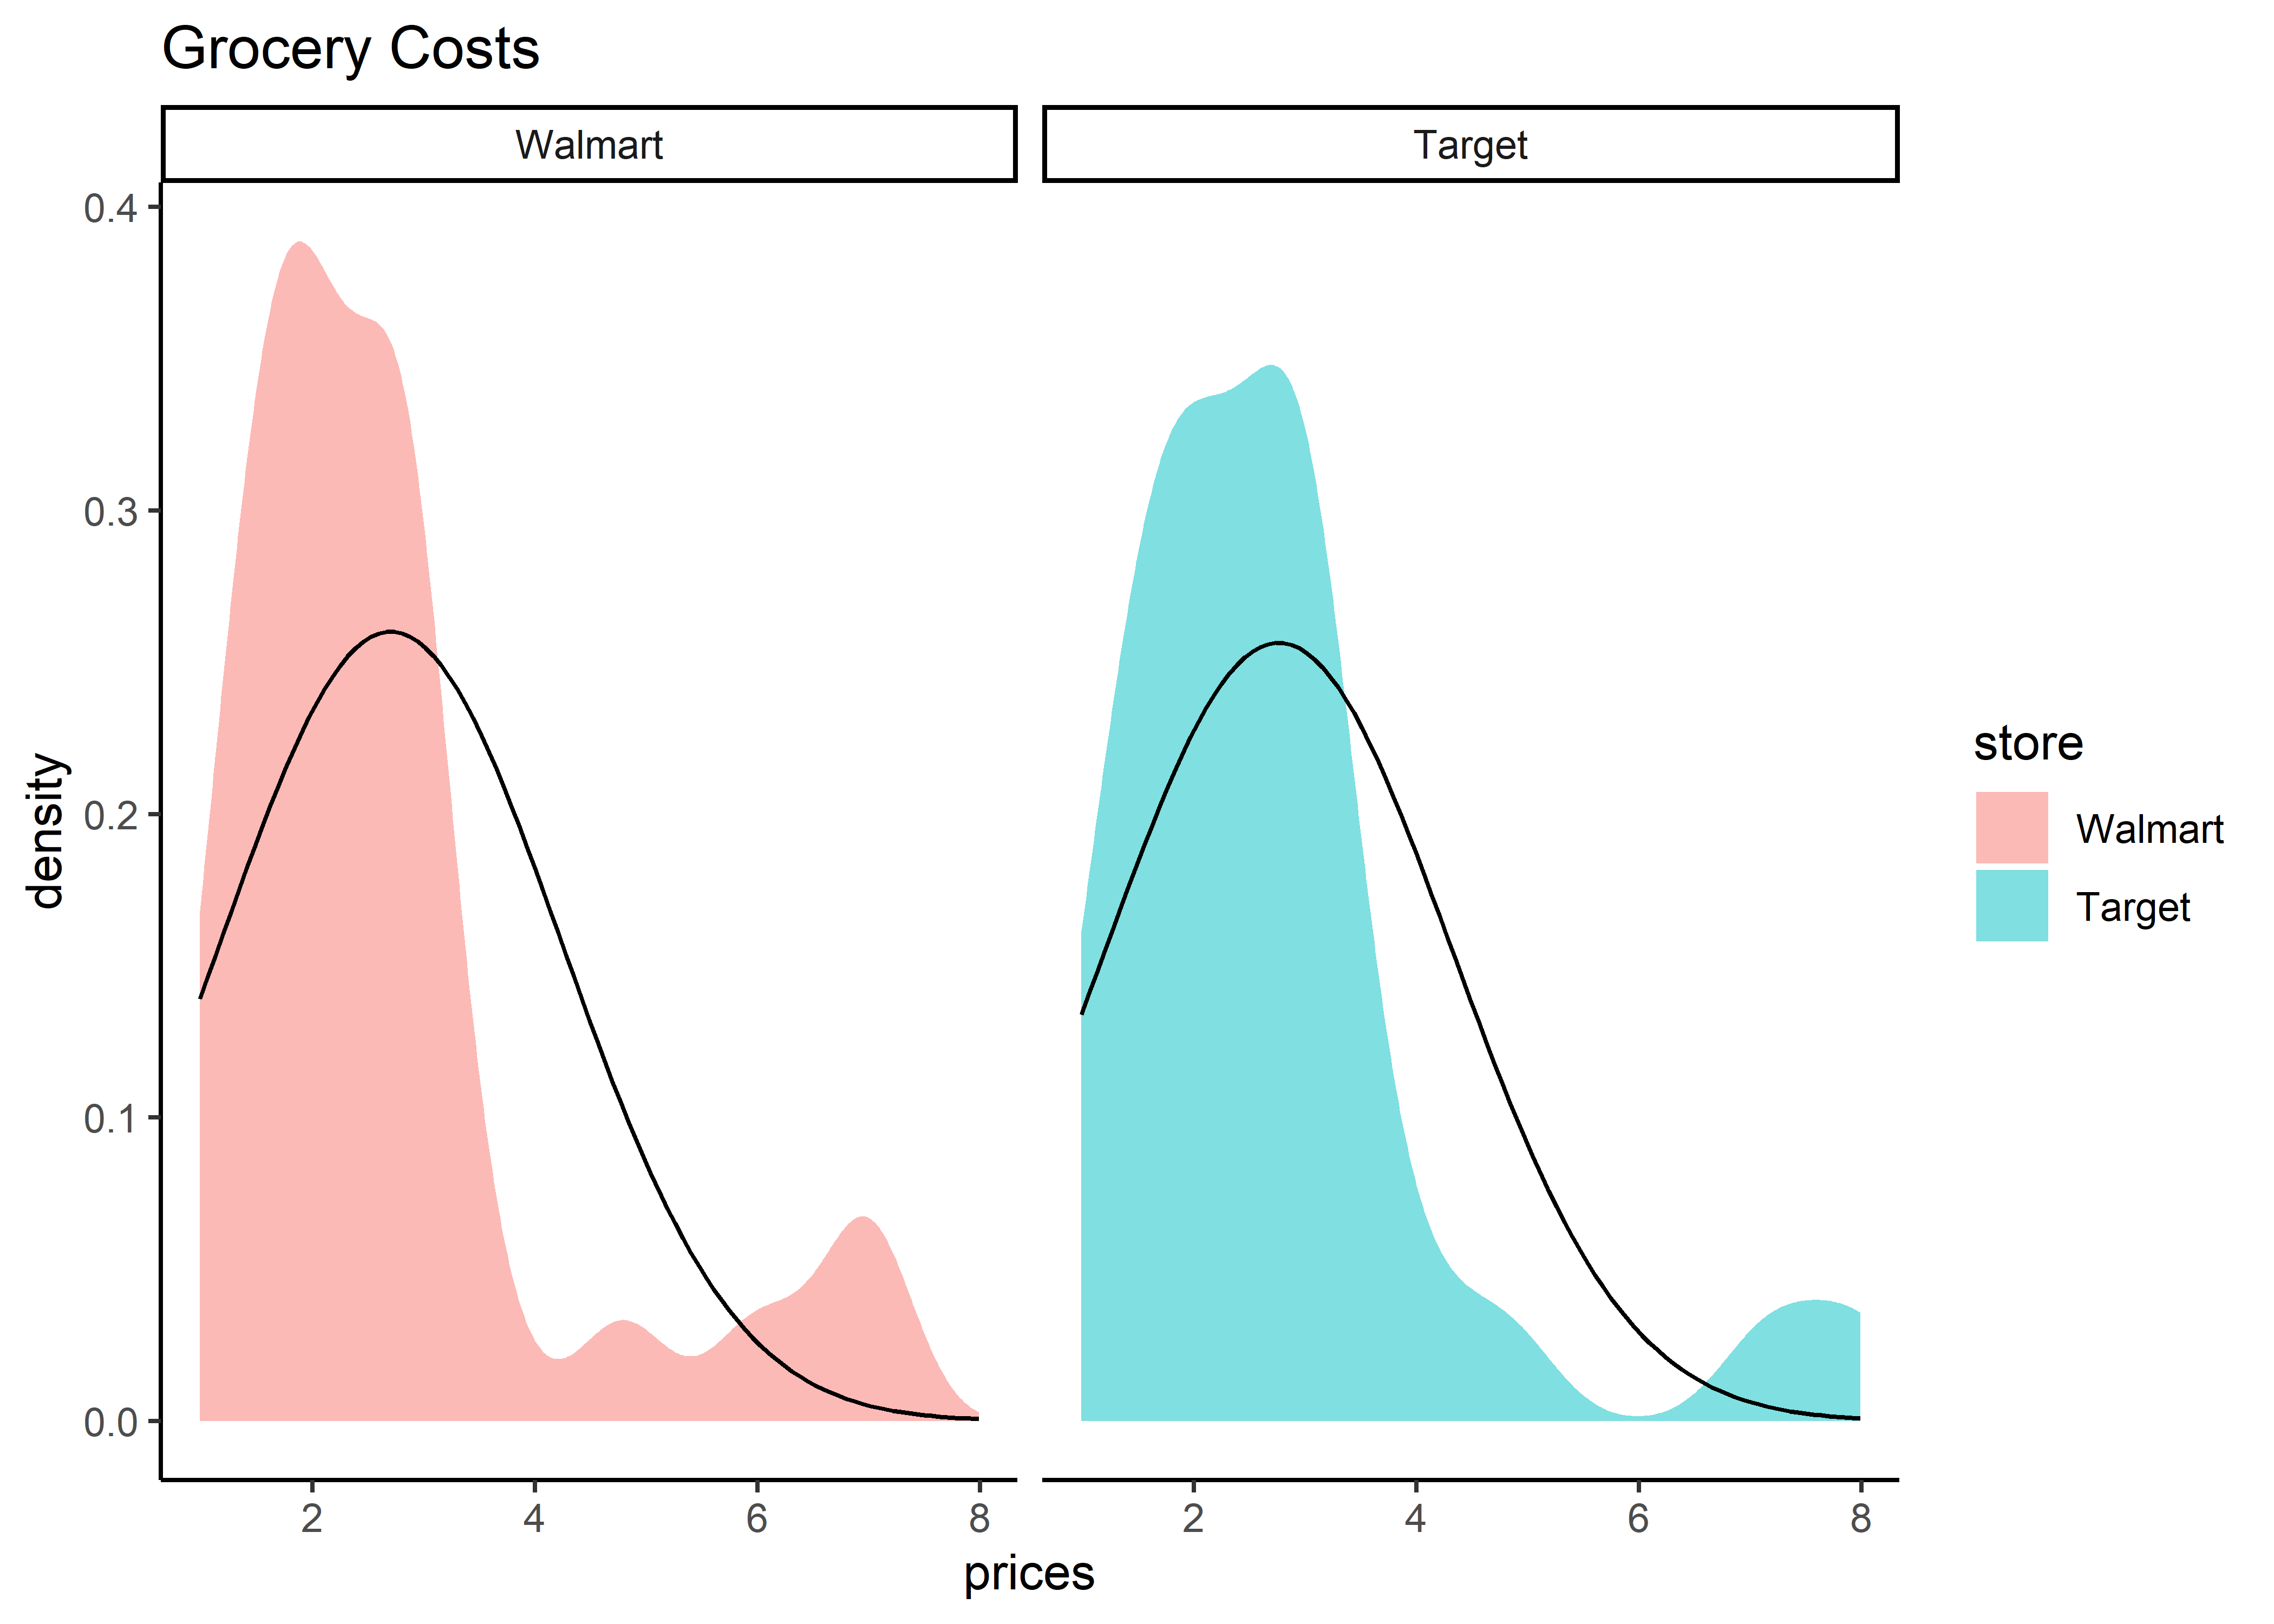 Grocery Costs
Walmart
Target
0.4
0.3
0.2
0.1
0.0
density
2 4 6 8
2 4 6 8
prices
store
Walmart
Target